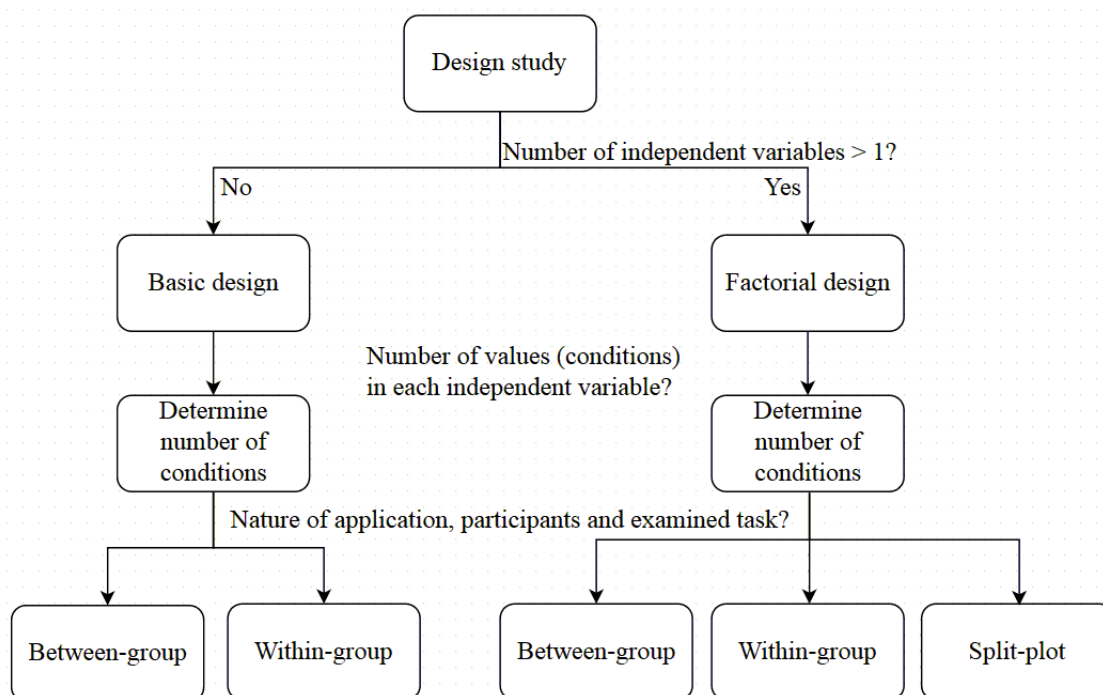 Design study
Number of independent variables > 1?
No
Yes
Basic design
Factorial design
Number of values (conditions)
in each independent variable?
Determine
number of
conditions
Determine
number of
conditions
Nature of application, participants and examined task?
Between-group
Within-group
Between-group
Within-group
Split-plot